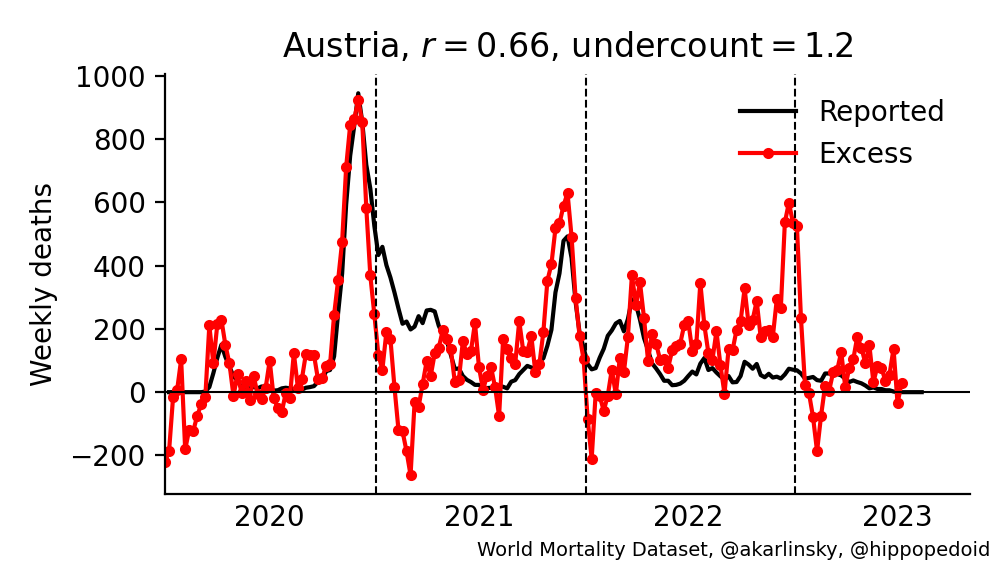 Austria, r = 0.66, undercount = 1.2
Weekly deaths
1000
800
600
400
200
0
−200
Reported
Excess
2020
2021
2022
2023
World Mortality Dataset, @akarlinsky, @hippopedoid